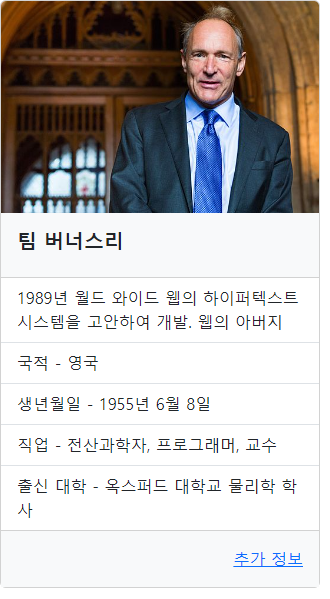 팀 버너스리
1989년 월드 와이드 웹의 하이퍼텍스트
시스템을 고안하여 개발. 웹의 아버지
국적 - 영국
생년월일 - 1955년 6월 8일
직업 - 전산과학자, 프로그래머, 교수
출신 대학 - 옥스퍼드 대학교 물리학 학
사
추가 정보